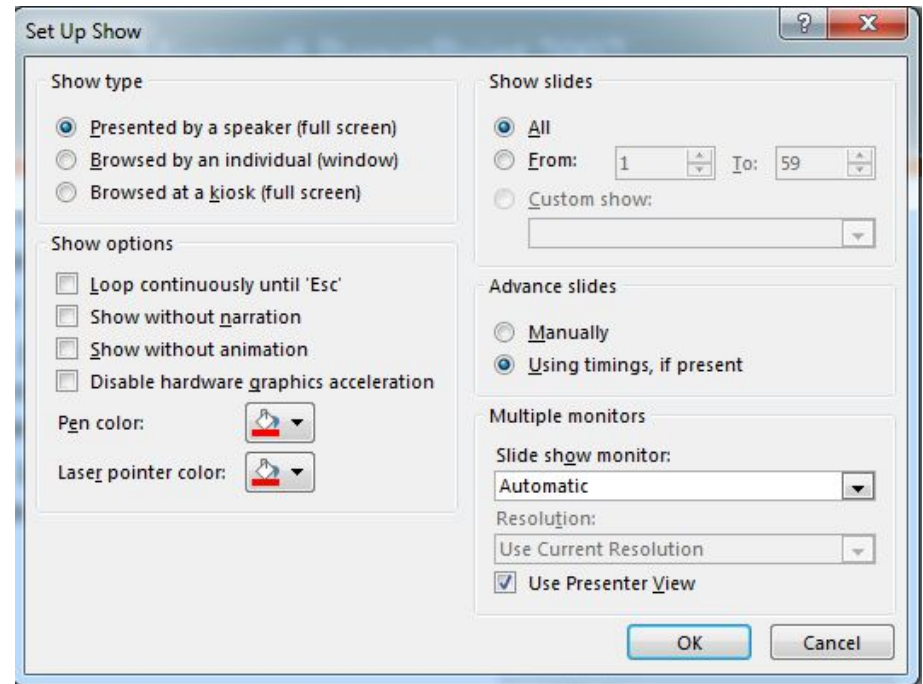 Set Up Show
Show type
Presented by a speaker (full screen)
Browsed by an individual (window)
Browsed at a kiosk (full screen)
Show options
Loop continuously until 'Esc'
Show without narration
Show without animation
Disable hardware graphics acceleration
Pen color:
Laser pointer color:
Show slides
All
From: 1 To: 59
Custom show:
Advance slides
Manually
Using timings, if present
Multiple monitors
Slide show monitor:
Automatic
Resolution:
Use Current Resolution
Use Presenter View
OK Cancel